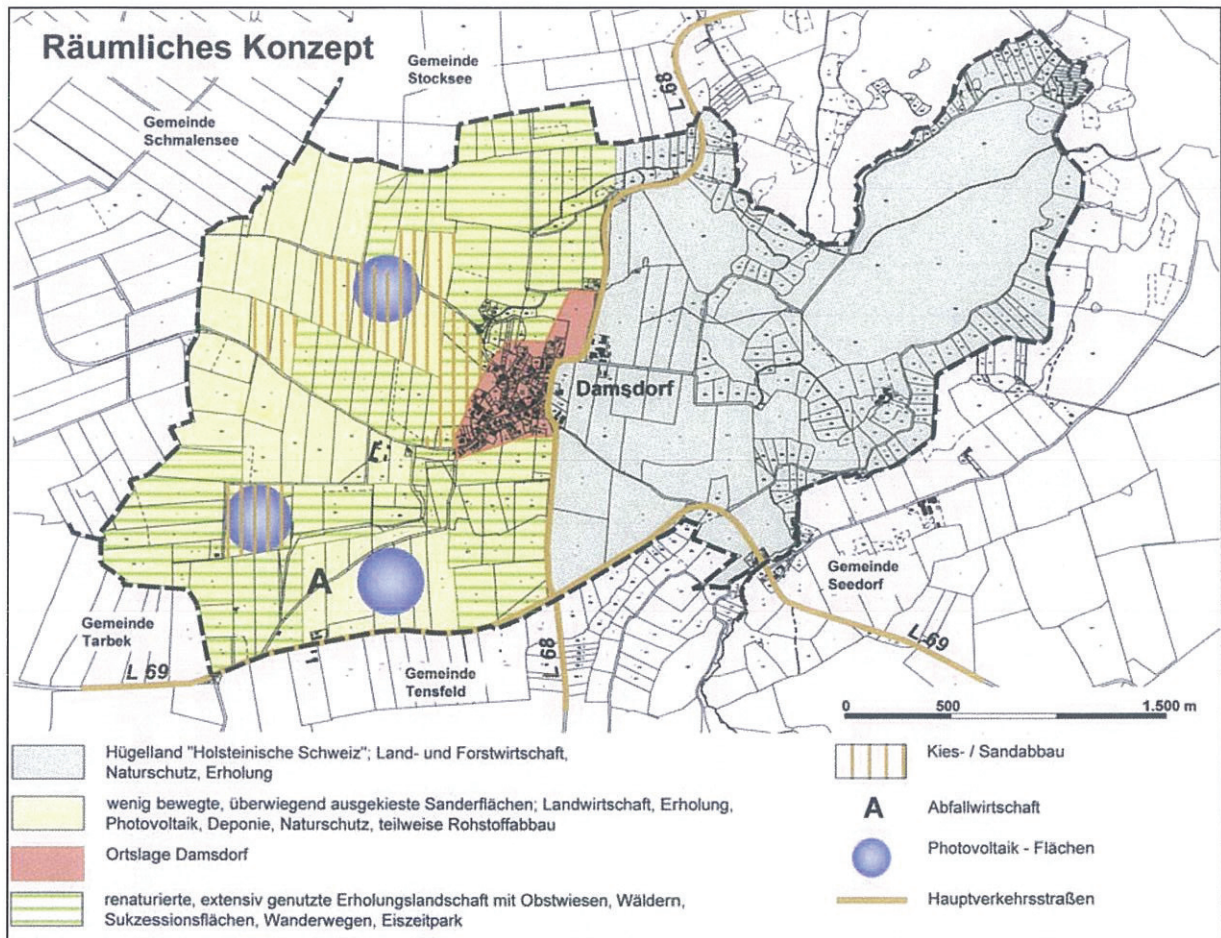 Räumliches Konzept
Gemeinde
Stocksee
Gemeinde
Schmalensee
L 68
Damsdorf
A
Gemeinde
Seedorf
Gemeinde
Tarbek
L 69
Gemeinde
Tensfeld
L 68
L 69
0 500 1.500 m
Hügelland "Holsteinische Schweiz"; Land- und Forstwirtschaft,
Naturschutz, Erholung
wenig bewegte, überwiegend ausgekieste Sanderflächen; Landwirtschaft, Erholung,
Photovoltaik, Deponie, Naturschutz, teilweise Rohstoffabbau
Ortslage Damsdorf
renaturierte, extensiv genutzte Erholungslandschaft mit Obstwiesen, Wäldern,
Sukzessionsflächen, Wanderwegen, Eiszeitpark
Kies- / Sandabbau
A Abfallwirtschaft
Photovoltaik - Flächen
Hauptverkehrsstraßen